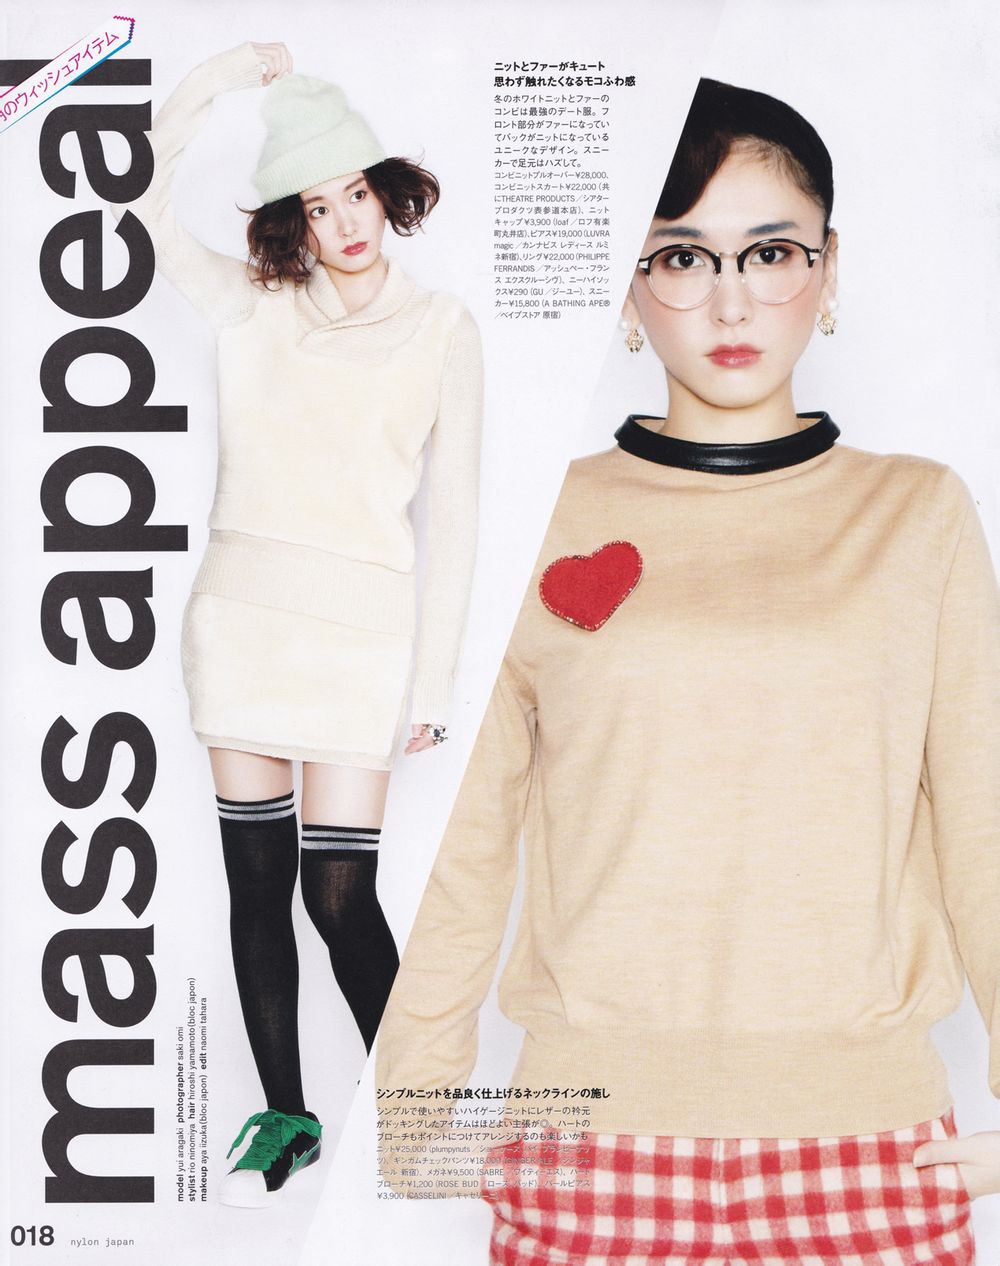 のウィッシュアイテム
mass appeal
ニットとファーがキュート
思わず触れたくなるモコふわ感
冬のホワイトニットとファーの
コンビは最強のデート服。フ
ロント部分がファーになってい
てバックがニットになっている
ユニークなデザイン。スニー
カーで足元はハズして。
コンビニットプルオーバー¥28,000、
コンビニットスカート¥22,000(共
にTHEATRE PRODUCTS/シアター
プロダクツ表参道本店)、ニット
キャップ¥3,900(loaf/ロフ有楽
町丸井店)、ピアス¥19,000(LUVRA
magic/カンナビス レディース ルミ
ネ新宿)、リング¥22,000(PHILIPPE
FERRANDIS/アッシュペー・フラン
ス エクスクルーシヴ)、ニーハイソッ
クス¥290(GU/ジーユー)、スニー
カー¥15,800(A BATHING APE®
/ベイプストア 原宿)
model yui aragaki photographer saki omi
stylist rio ninomiya hair hiroshi yamamoto(bloc japon)
makeup aya iizuka(bloc japon) edit naomi tahara
シンプルニットを品良く仕上げるネックラインの施し
シンプルで使いやすいハイゲージニットにレザーの衿元
がドッキングしたアイテムはほどよい主張が◎。ハートの
ブローチもポイントにつけてアレンジするのも楽しいかも
ニット¥25,000(plumpynuts/ショールーム
)、ギンガムチェックパンツ¥18,000(GINGER ALE/ジンジャー
エール 新宿)、メガネ¥9,500(SABRE/ワイティーエス)、ハート
ブローチ¥1,200(ROSE BUD/ローズ バッド)、パールピアス
¥3,900(CASSELINI/キャセリーニ)
018 nylon japan